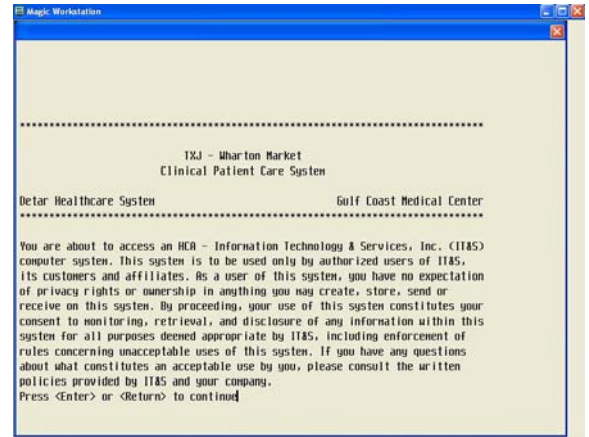 Magic Workstation
********************************************************************************
TXJ - Wharton Market
Clinical Patient Care System
Detar Healthcare System Gulf Coast Medical Center
********************************************************************************
You are about to access an HCA - Information Technology & Services, Inc. (IT&S)
computer system. This system is to be used only by authorized users of IT&S,
its customers and affiliates. As a user of this system, you have no expectation
of privacy rights or ownership in anything you may create, store, send or
receive on this system. By proceeding, your use of this system constitutes your
consent to monitoring, retrieval, and disclosure of any information within this
system for all purposes deemed appropriate by IT&S, including enforcement of
rules concerning unacceptable uses of this system. If you have any questions
about what constitutes an acceptable use by you, please consult the written
policies provided by IT&S and your company.
Press <Enter> or <Return> to continue